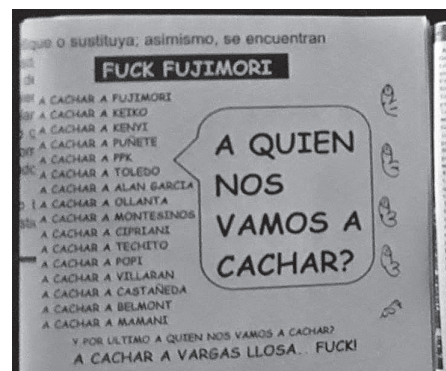 que o sustituya; asimismo, se encuentran
FUCK FUJIMORI
A CACHAR A FUJIMORI
A CACHAR A KEIKO
A CACHAR A KENYI
A CACHAR A PUÑETE
A CACHAR A PPK
A CACHAR A TOLEDO
A CACHAR A ALAN GARCIA
A CACHAR A OLLANTA
A CACHAR A MONTESINOS
A CACHAR A CIPRIANI
A CACHAR A TECHITO
A CACHAR A POPI
A CACHAR A VILLARAN
A CACHAR A CASTAÑEDA
A CACHAR A BELMONT
A CACHAR A MAMANI
A QUIEN
NOS
VAMOS A
CACHAR?
Y POR ULTIMO A QUIEN NOS VAMOS A CACHAR?
A CACHAR A VARGAS LLOSA.. FUCK!